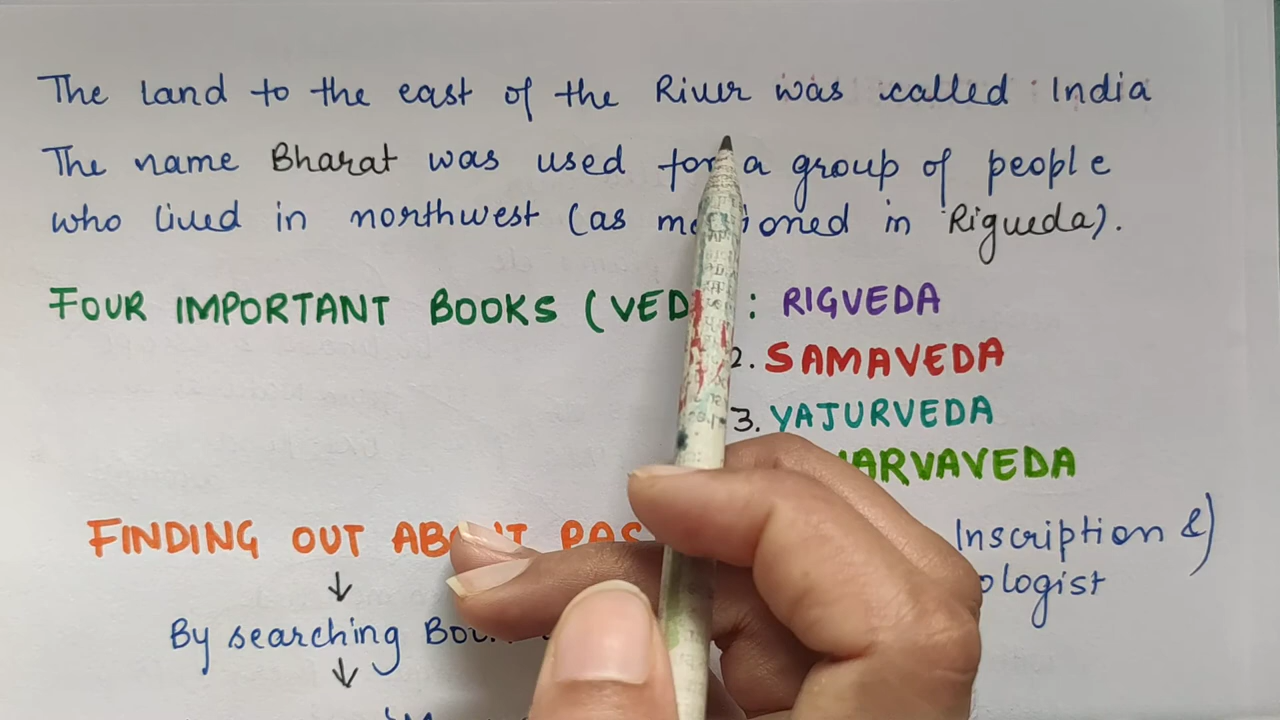 The land to the east of the River was called India
The name Bharat was used for a group of people
who lived in northwest (as mentioned in Rigveda).
FOUR IMPORTANT BOOKS (VED : RIGVEDA
2. SAMAVEDA
3. YAJURVEDA
ARVAVEDA
FINDING OUT ABOUT PAS Inscription &)
ologist
By searching